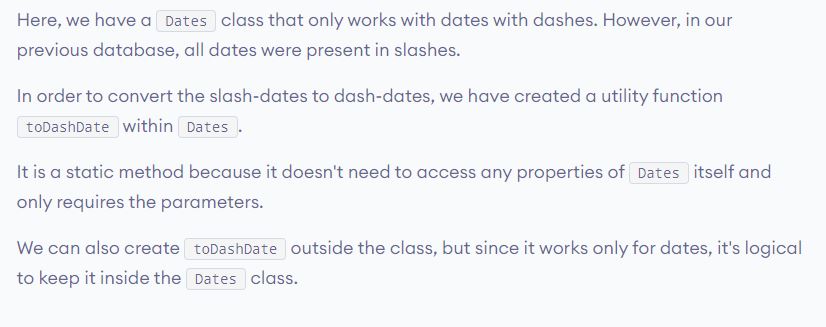 Here, we have a Dates class that only works with dates with dashes. However, in our
previous database, all dates were present in slashes.
In order to convert the slash-dates to dash-dates, we have created a utility function
toDashDate within Dates.
It is a static method because it doesn't need to access any properties of Dates itself and
only requires the parameters.
We can also create toDashDate outside the class, but since it works only for dates, it's logical
to keep it inside the Dates class.